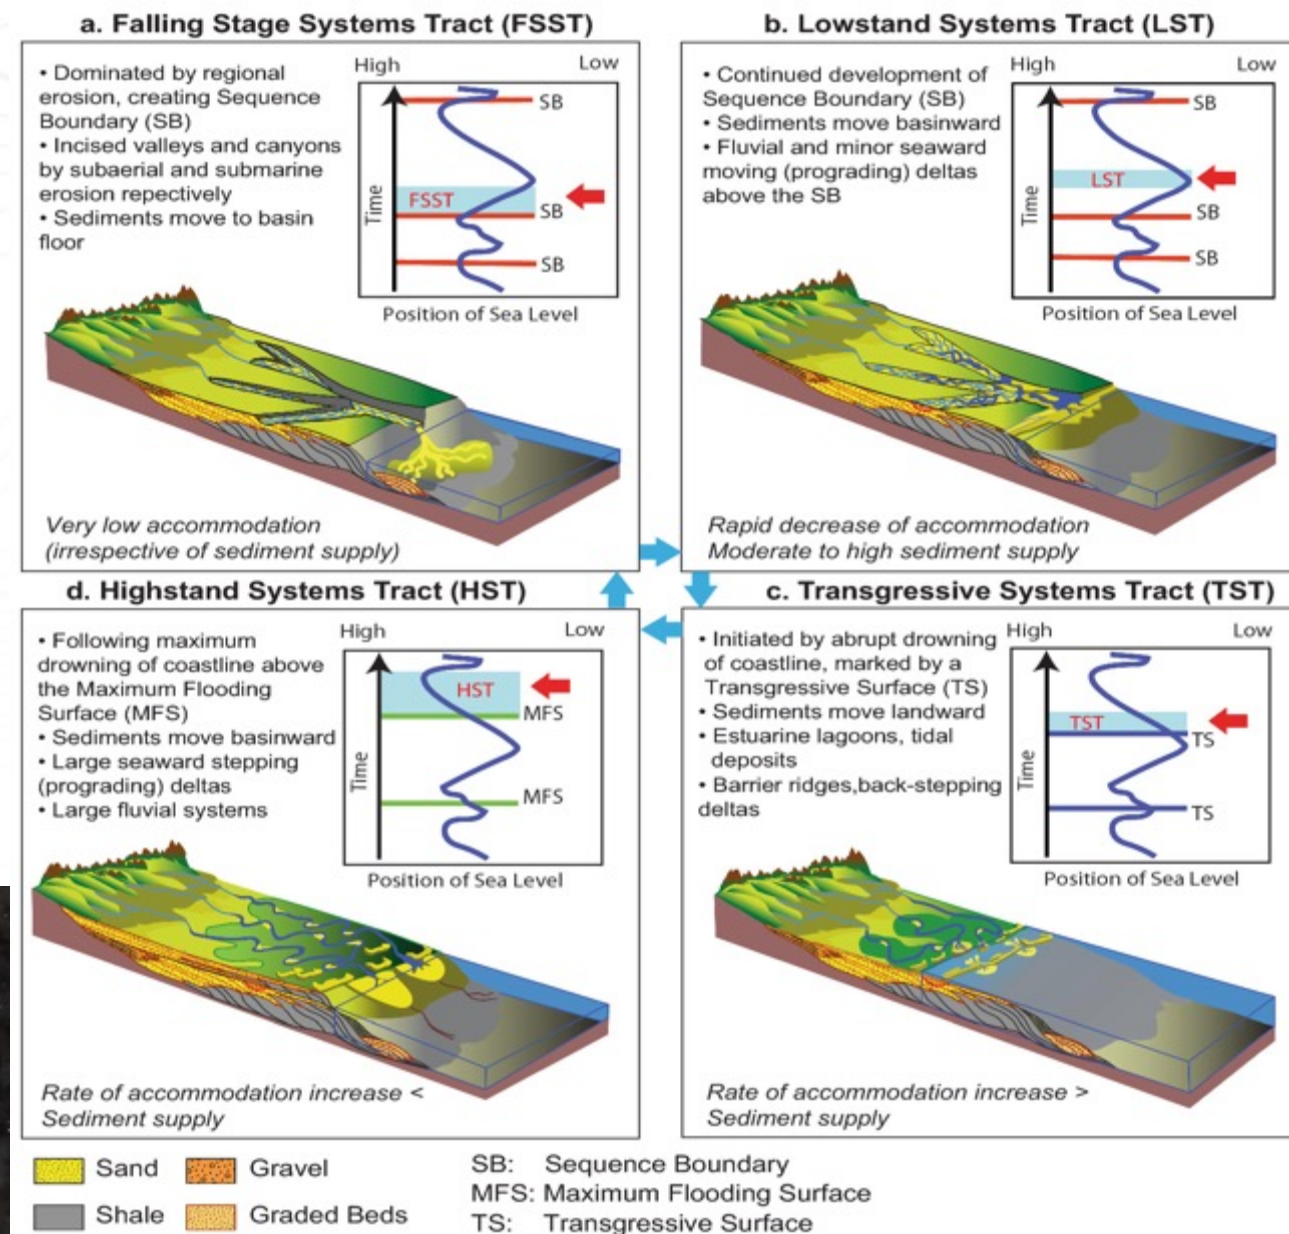 a. Falling Stage Systems Tract (FSST)
• Dominated by regional
erosion, creating Sequence
Boundary (SB)
• Incised valleys and canyons
by subaerial and submarine
erosion repectively
• Sediments move to basin
floor
High
Low
SB
FSST
SB
SB
Time
Position of Sea Level
Very low accommodation
(irrespective of sediment supply)
b. Lowstand Systems Tract (LST)
• Continued development of
Sequence Boundary (SB)
• Sediments move basinward
• Fluvial and minor seaward
moving (prograding) deltas
above the SB
High
Low
SB
LST
SB
SB
Time
Position of Sea Level
Rapid decrease of accommodation
Moderate to high sediment supply
d. Highstand Systems Tract (HST)
• Following maximum
drowning of coastline above
the Maximum Flooding
Surface (MFS)
• Sediments move basinward
• Large seaward stepping
(prograding) deltas
• Large fluvial systems
High
Low
HST
MFS
MFS
Time
Position of Sea Level
Rate of accommodation increase <
Sediment supply
c. Transgressive Systems Tract (TST)
• Initiated by abrupt drowning
of coastline, marked by a
Transgressive Surface (TS)
• Sediments move landward
• Estuarine lagoons, tidal
deposits
• Barrier ridges,back-stepping
deltas
High
Low
TST
TS
TS
Time
Position of Sea Level
Rate of accommodation increase >
Sediment supply
Sand
Gravel
Shale
Graded Beds
SB: Sequence Boundary
MFS: Maximum Flooding Surface
TS: Transgressive Surface